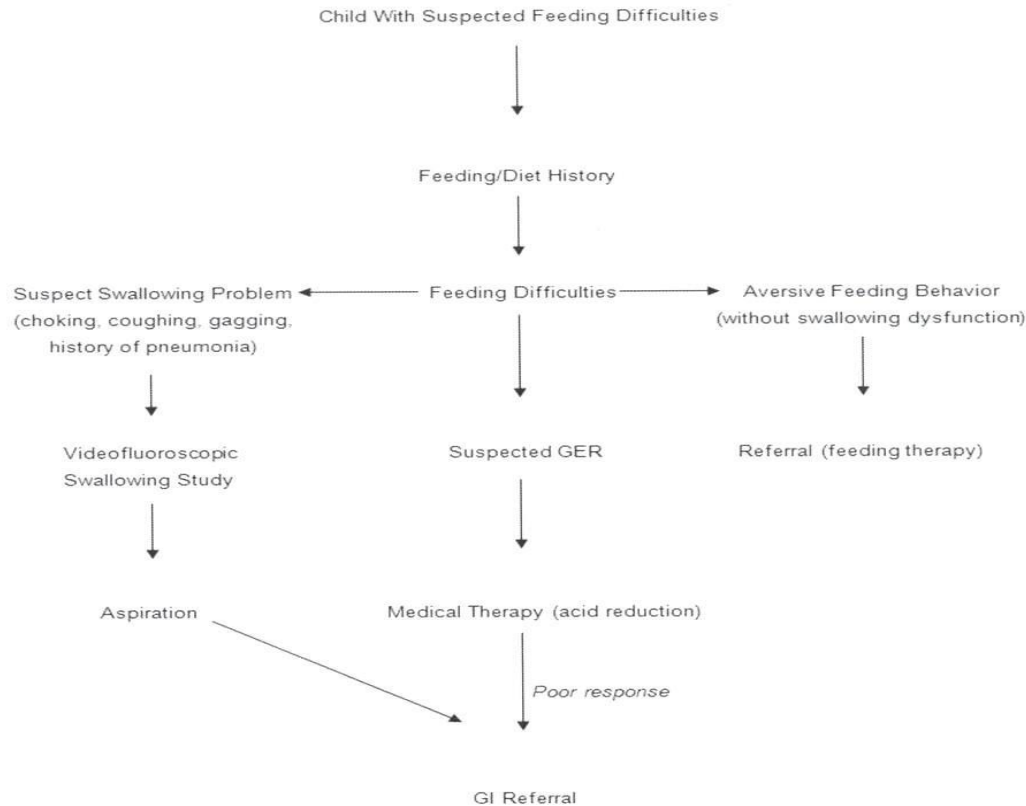 Child With Suspected Feeding Difficulties
Feeding/Diet History
Suspect Swallowing Problem
(choking, coughing, gagging,
history of pneumonia)
Feeding Difficulties
Aversive Feeding Behavior
(without swallowing dysfunction)
Videofluoroscopic
Swallowing Study
Suspected GER
Referral (feeding therapy)
Aspiration
Medical Therapy (acid reduction)
Poor response
GI Referral